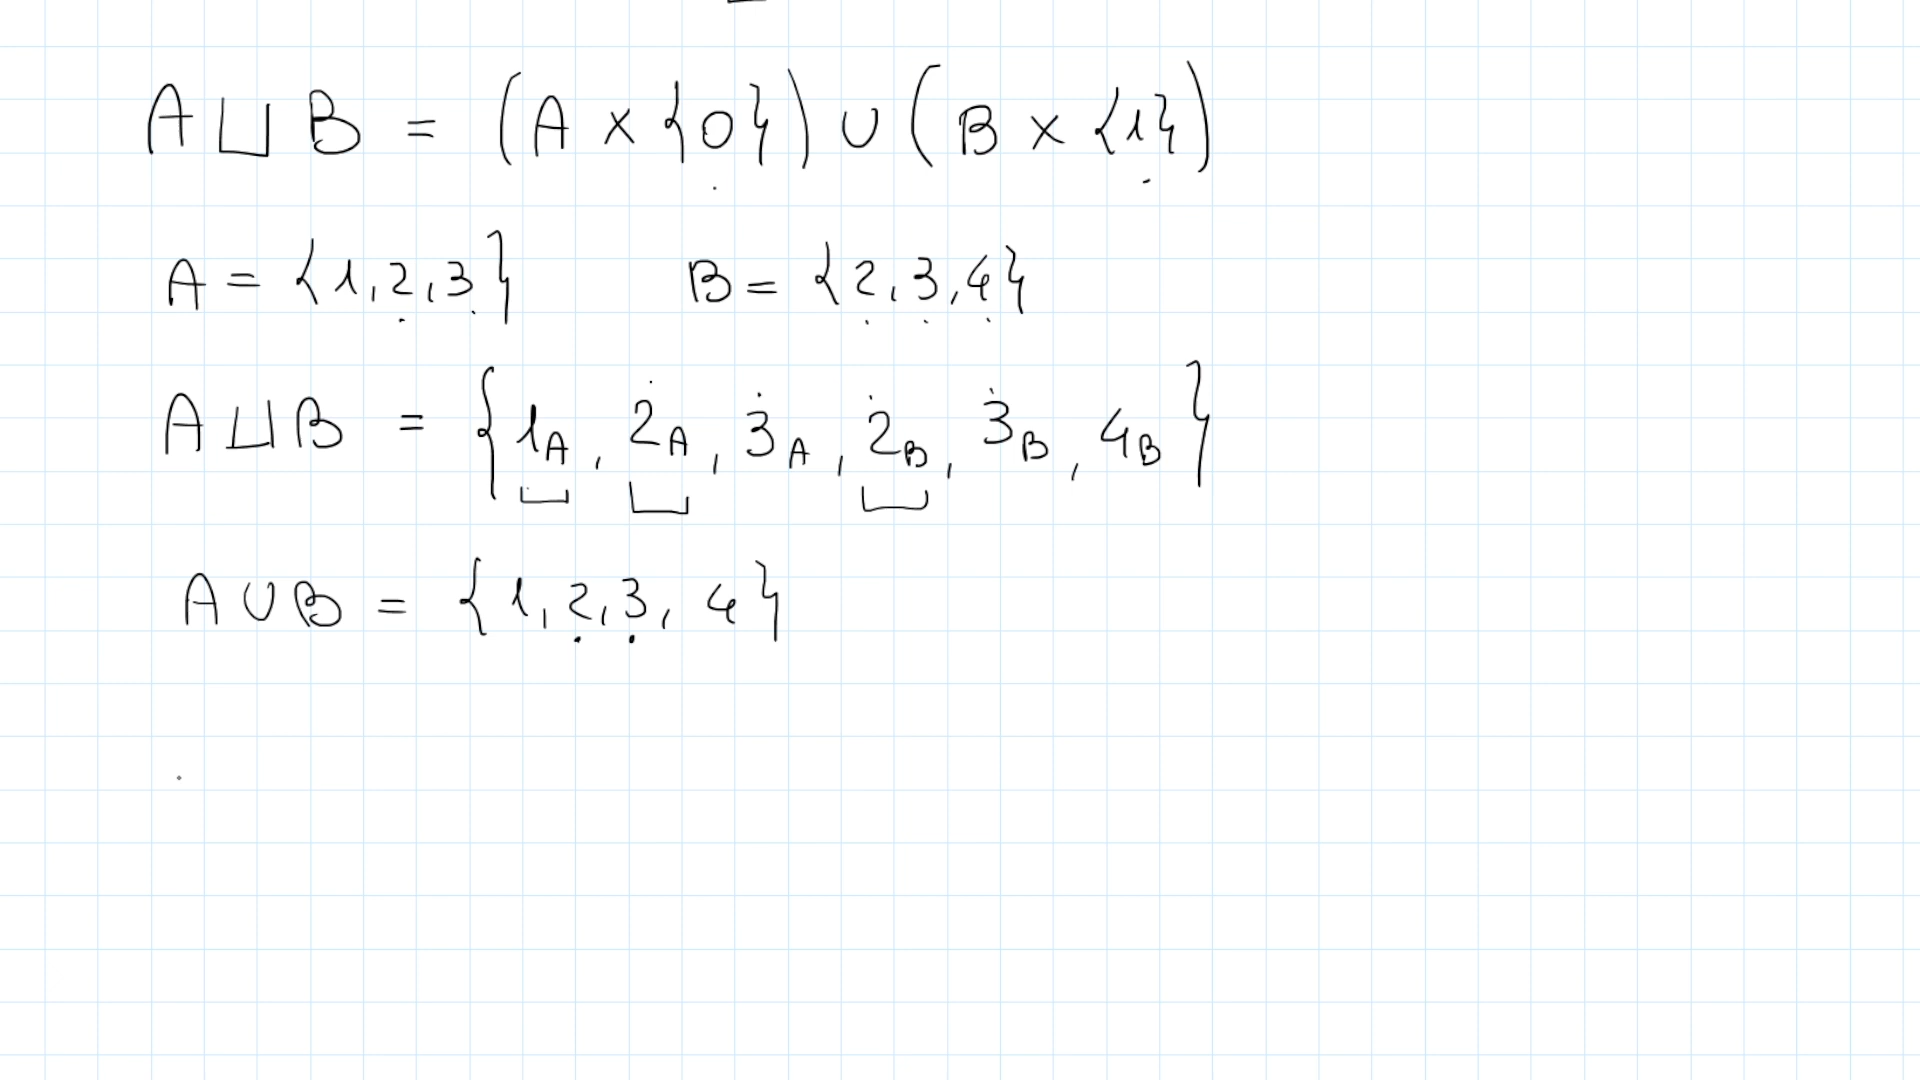 A ⊔ B = (A × {0}) ∪ (B × {1})
A = {1, 2, 3} B = {2, 3, 4}
A ⊔ B = {1_A, 2_A, 3_A, 2_B, 3_B, 4_B}
A ∪ B = {1, 2, 3, 4}